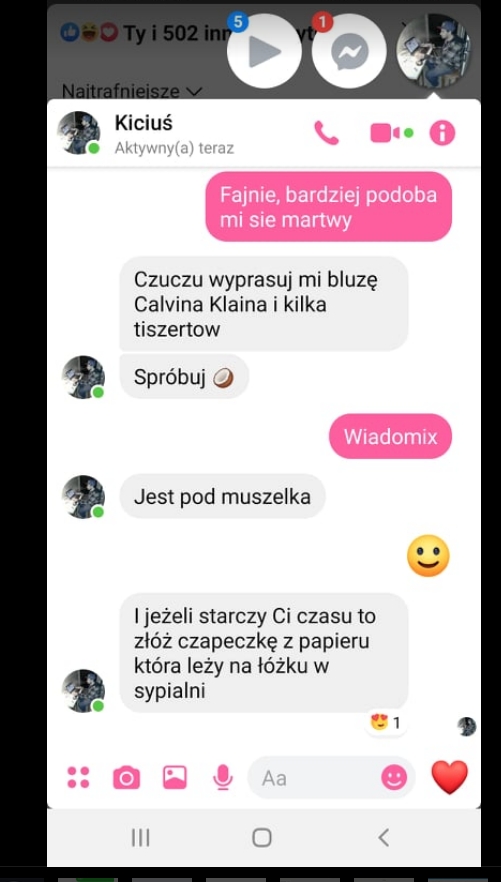 5
1
Ty i 502 inn
Najtrafniejsze
Kiciuś
Aktywny(a) teraz
Fajnie, bardziej podoba
mi sie martwy
Czuczu wyprasuj mi bluzę
Calvina Klaina i kilka
tiszertow
Spróbuj
Wiadomix
Jest pod muszelka
I jeżeli starczy Ci czasu to
złóż czapeczkę z papieru
która leży na łóżku w
sypialni
1
Aa